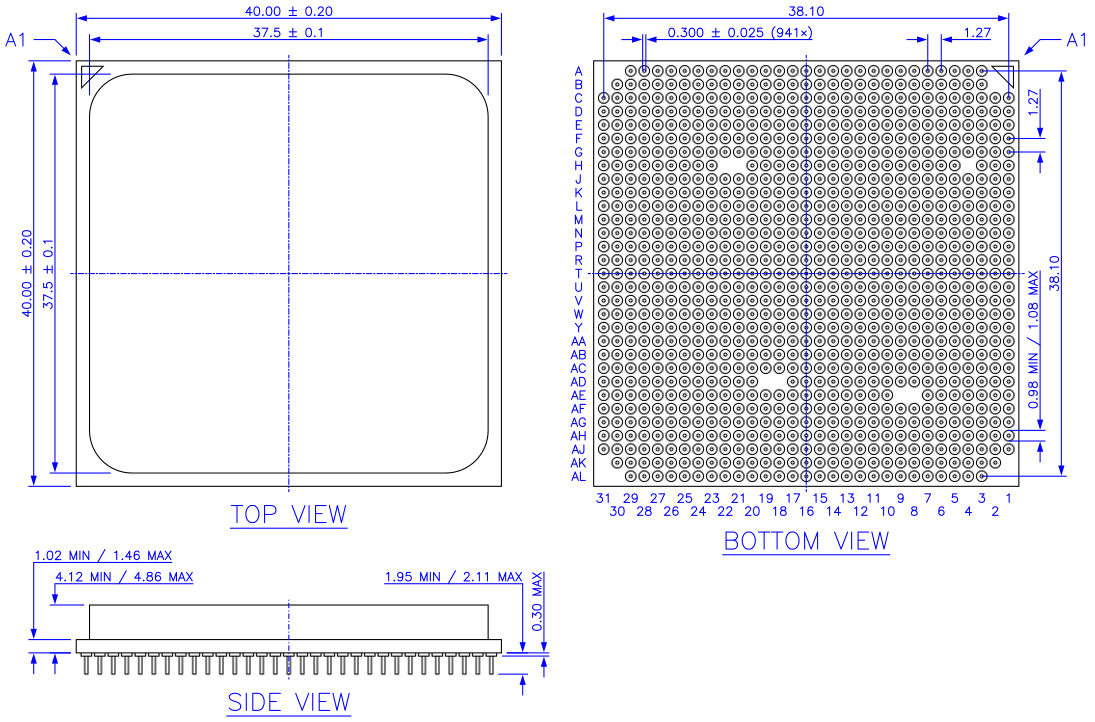 40.00 ± 0.20
37.5 ± 0.1
A1
40.00 ± 0.20
37.5 ± 0.1
TOP VIEW
38.10
0.300 ± 0.025 (941×)
1.27
A1
1.27
38.10
0.98 MIN / 1.08 MAX
A
B
C
D
E
F
G
H
J
K
L
M
N
P
R
T
U
V
W
Y
AA
AB
AC
AD
AE
AF
AG
AH
AJ
AK
AL
31 29 27 25 23 21 19 17 15 13 11 9 7 5 3 1
30 28 26 24 22 20 18 16 14 12 10 8 6 4 2
BOTTOM VIEW
1.02 MIN / 1.46 MAX
4.12 MIN / 4.86 MAX
1.95 MIN / 2.11 MAX
0.30 MAX
SIDE VIEW